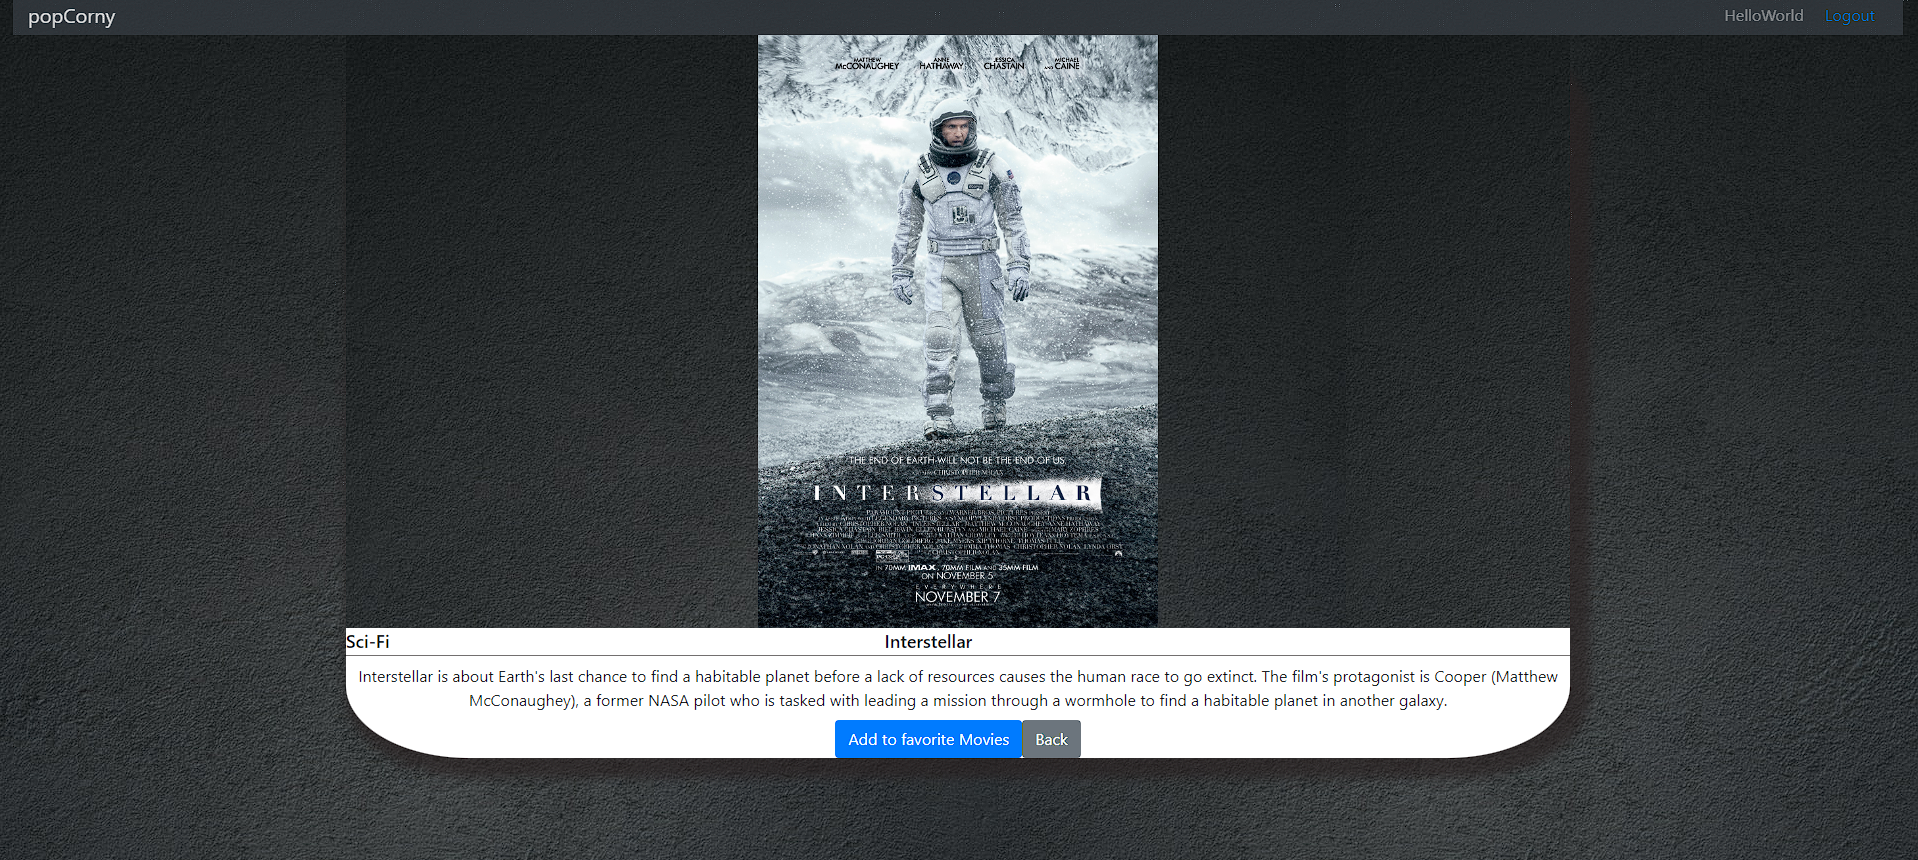 popCorny
HelloWorld Logout
MATTHEW McCONAUGHEY ANNE HATHAWAY JESSICA CHASTAIN AND MICHAEL CAINE
THE END OF EARTH WILL NOT BE THE END OF US
CHRISTOPHER NOLAN
INTERSTELLAR
IN 70MM IMAX, 70MM FILM AND 35MM FILM
ON NOVEMBER 5
EVERYWHERE
NOVEMBER 7
Sci-Fi
Interstellar
Interstellar is about Earth's last chance to find a habitable planet before a lack of resources causes the human race to go extinct. The film's protagonist is Cooper (Matthew
McConaughey), a former NASA pilot who is tasked with leading a mission through a wormhole to find a habitable planet in another galaxy.
Add to favorite Movies Back